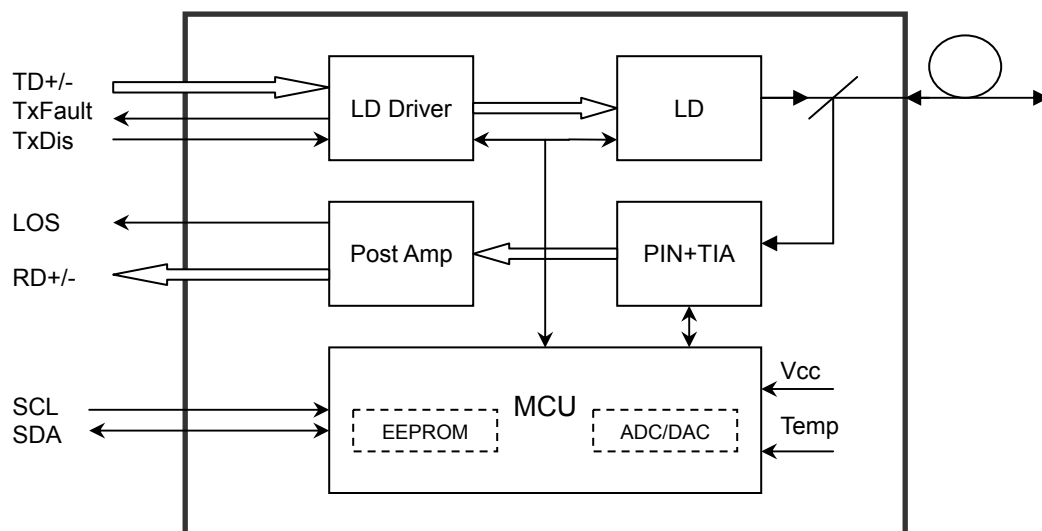 TD+/-
TxFault
TxDis
LD Driver
LD
LOS
RD+/-
Post Amp
PIN+TIA
SCL
SDA
MCU
EEPROM
ADC/DAC
Vcc
Temp